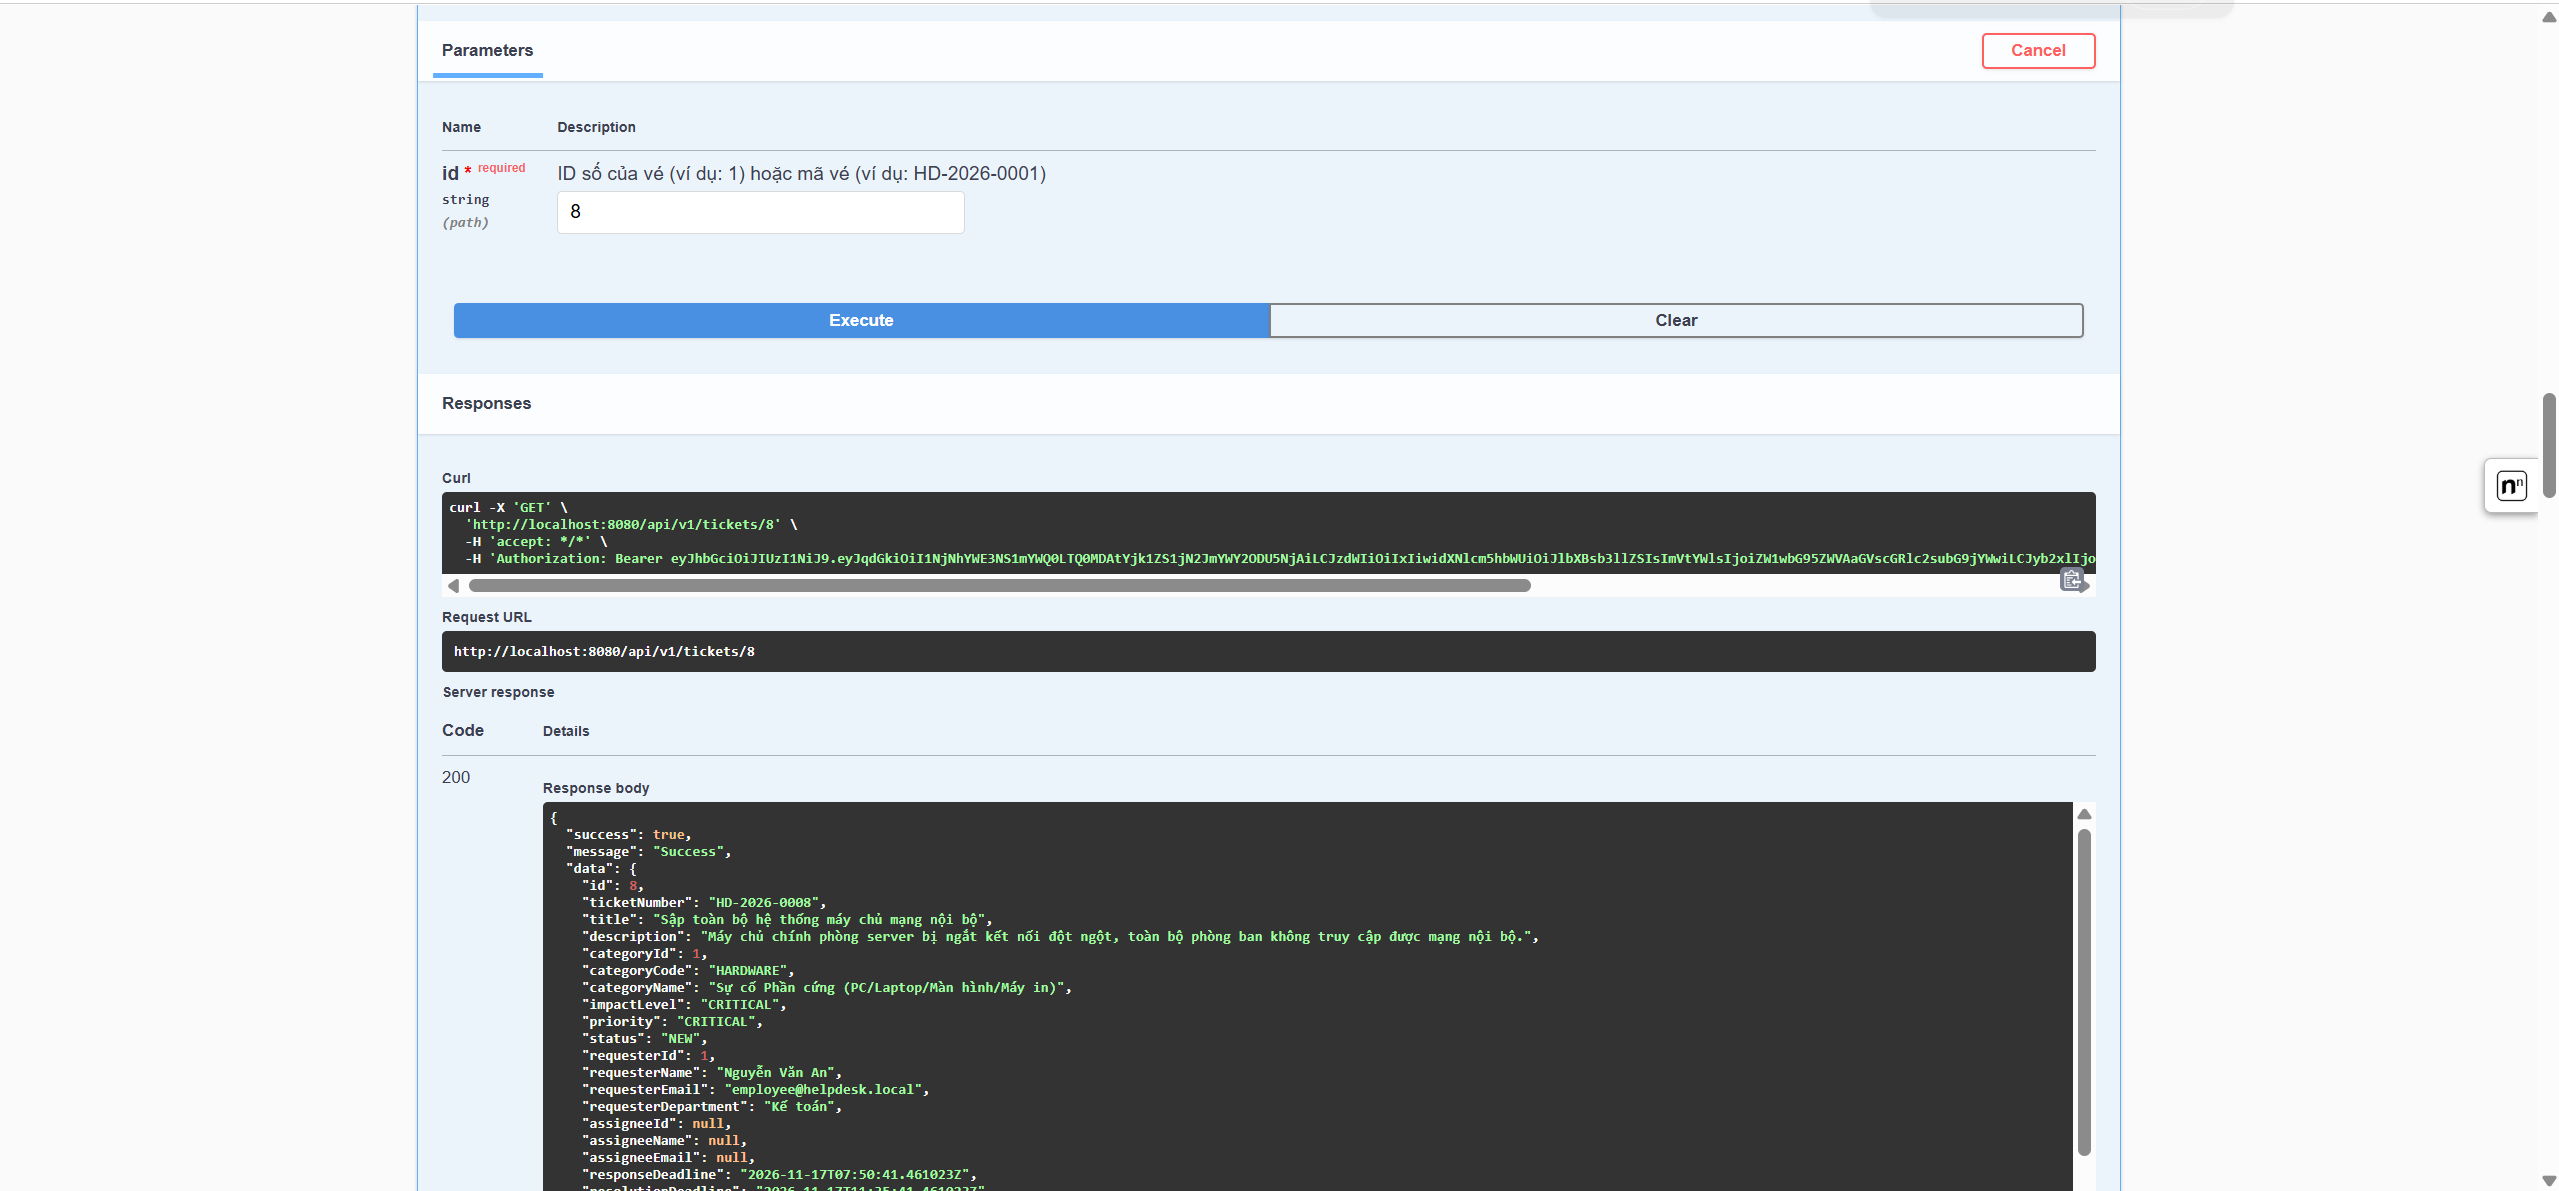 Parameters
Cancel
Name Description
id * required
ID số của vé (ví dụ: 1) hoặc mã vé (ví dụ: HD-2026-0001)
string
(path)
8
Execute
Clear
Responses
Curl
curl -X 'GET' \
'http://localhost:8080/api/v1/tickets/8' \
-H 'accept: */*' \
-H 'Authorization: Bearer eyJhbGciOiJIUzI1NiJ9.eyJqdGkiOiI1NjNhYWE3NS1mYWQ0LTQ0MDAtYjk1ZS1jN2JmYWY2ODU5NjAiLCJzdWIiOiIxIiwidXNlcm5hbWUiOiJlbXBsb3llZSIsImVtYWlsIjoiZW1wbG95ZWVAaGVscGRlc2subG9jYWwiLCJyb2xlIjo
Request URL
http://localhost:8080/api/v1/tickets/8
Server response
Code Details
200
Response body
{
"success": true,
"message": "Success",
"data": {
"id": 8,
"ticketNumber": "HD-2026-0008",
"title": "Sập toàn bộ hệ thống máy chủ mạng nội bộ",
"description": "Máy chủ chính phòng server bị ngắt kết nối đột ngột, toàn bộ phòng ban không truy cập được mạng nội bộ.",
"categoryId": 1,
"categoryCode": "HARDWARE",
"categoryName": "Sự cố Phần cứng (PC/Laptop/Màn hình/Máy in)",
"impactLevel": "CRITICAL",
"priority": "CRITICAL",
"status": "NEW",
"requesterId": 1,
"requesterName": "Nguyễn Văn An",
"requesterEmail": "employee@helpdesk.local",
"requesterDepartment": "Kế toán",
"assigneeId": null,
"assigneeName": null,
"assigneeEmail": null,
"responseDeadline": "2026-11-17T07:50:41.461023Z",
"resolutionDeadline": "2026-11-17T11:35:41.461023Z"